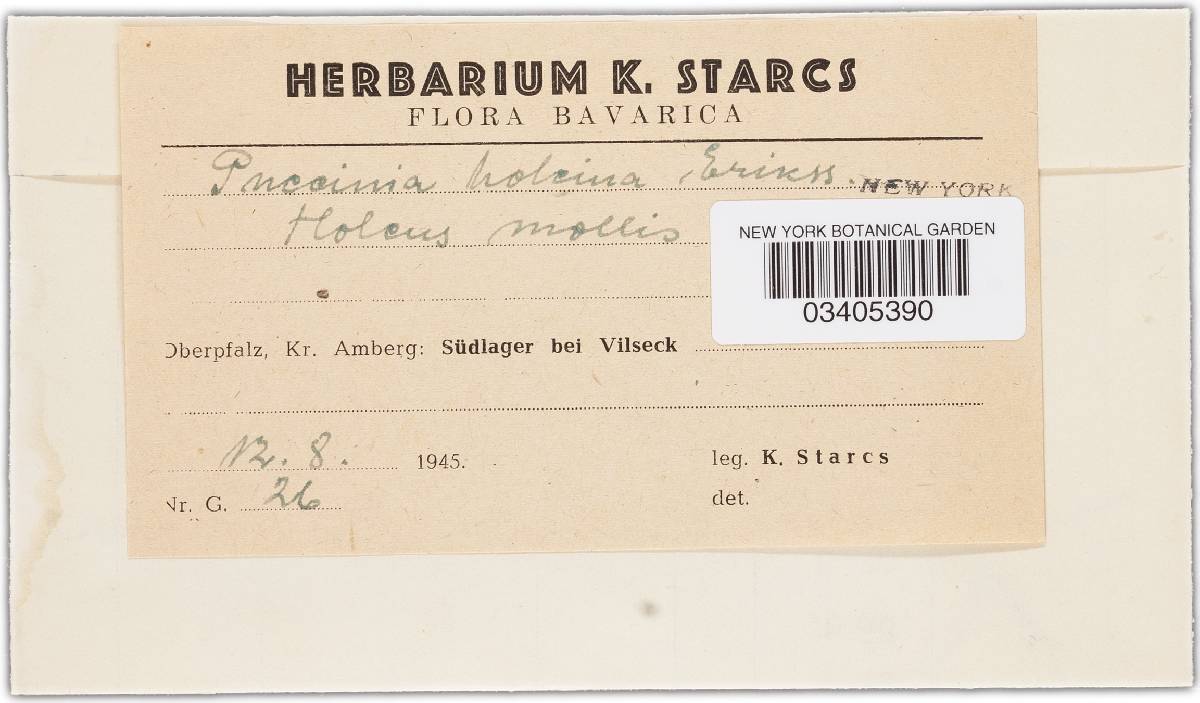 HERBARIUM K. STARCS
FLORA BAVARICA
Puccinia holcina Erikss.
NEW YORK
Holcus mollis
NEW YORK BOTANICAL GARDEN
03405390
Oberpfalz, Kr. Amberg: Südlager bei Vilseck
12. 8. 1945.
leg. K. Starcs
Nr. G. 26
det.